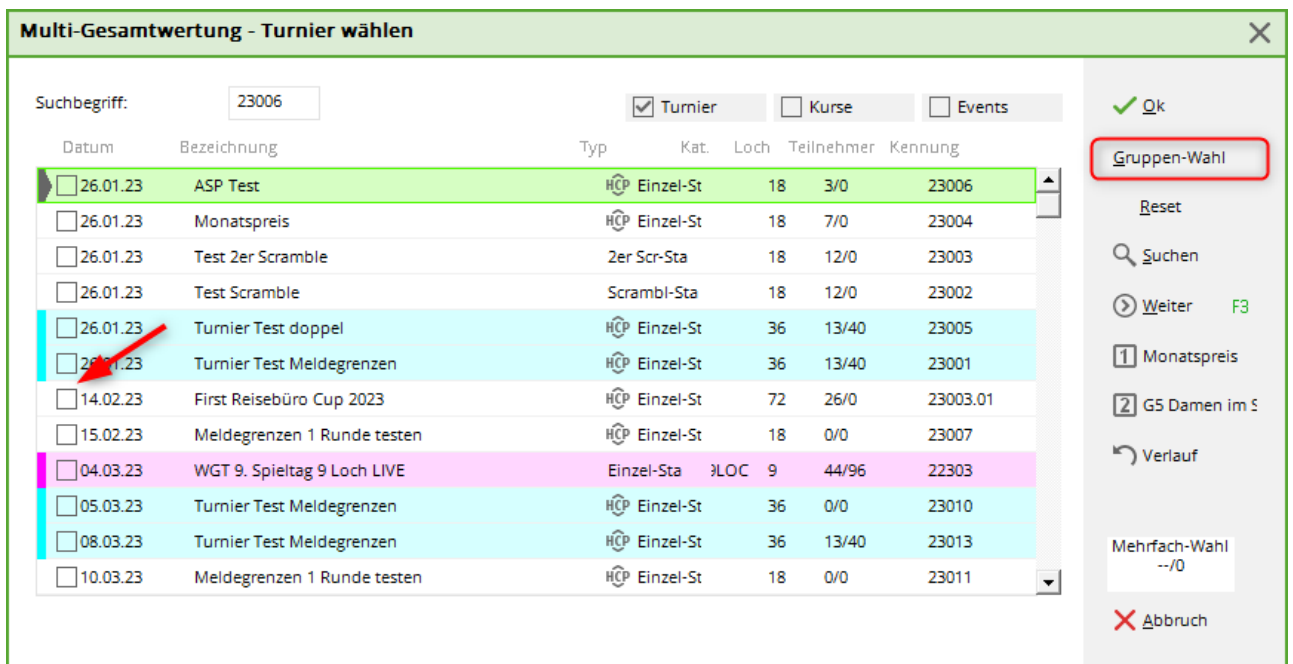 Multi-Gesamtwertung - Turnier wählen
Suchbegriff: 23006 Turnier Kurse Events
Datum Bezeichnung Typ Kat. Loch Teilnehmer Kennung
26.01.23 ASP Test HCP Einzel-St 18 3/0 23006
26.01.23 Monatspreis HCP Einzel-St 18 7/0 23004
26.01.23 Test 2er Scramble 2er Scr-Sta 18 12/0 23003
26.01.23 Test Scramble Scrambl-Sta 18 12/0 23002
26.01.23 Turnier Test doppel HCP Einzel-St 36 13/40 23005
26.01.23 Turnier Test Meldegrenzen HCP Einzel-St 36 13/40 23001
14.02.23 First Reisebüro Cup 2023 HCP Einzel-St 72 26/0 23003.01
15.02.23 Meldegrenzen 1 Runde testen HCP Einzel-St 18 0/0 23007
04.03.23 WGT 9. Spieltag 9 Loch LIVE Einzel-Sta 9LOC 9 44/96 22303
05.03.23 Turnier Test Meldegrenzen HCP Einzel-St 36 0/0 23010
08.03.23 Turnier Test Meldegrenzen HCP Einzel-St 36 13/40 23013
10.03.23 Meldegrenzen 1 Runde testen HCP Einzel-St 18 0/0 23011
Ok
Gruppen-Wahl
Reset
Suchen
Weiter F3
1 Monatspreis
2 G5 Damen im S
Verlauf
Mehrfach-Wahl
--/0
Abbruch